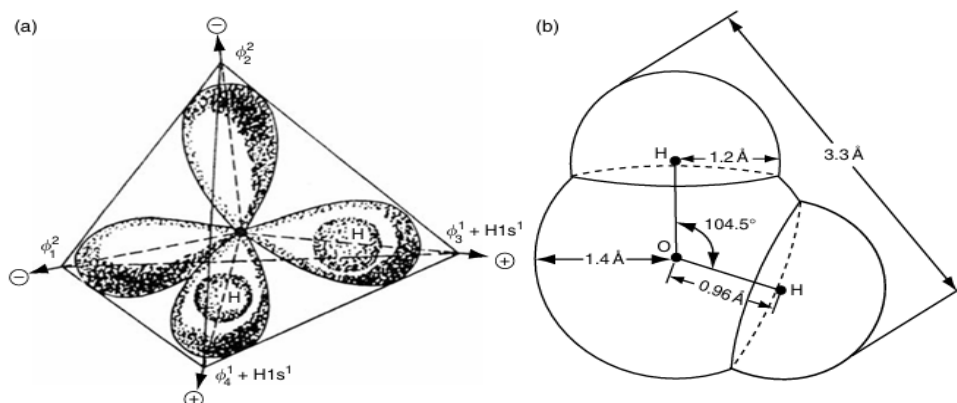 (a)
⊖
ϕ₂²
H
ϕ₃¹ + H1s¹
⊕
ϕ₁²
⊖
H
ϕ₄¹ + H1s¹
⊕
(b)
H
1.2 Å
3.3 Å
104.5°
O
1.4 Å
0.96 Å
H